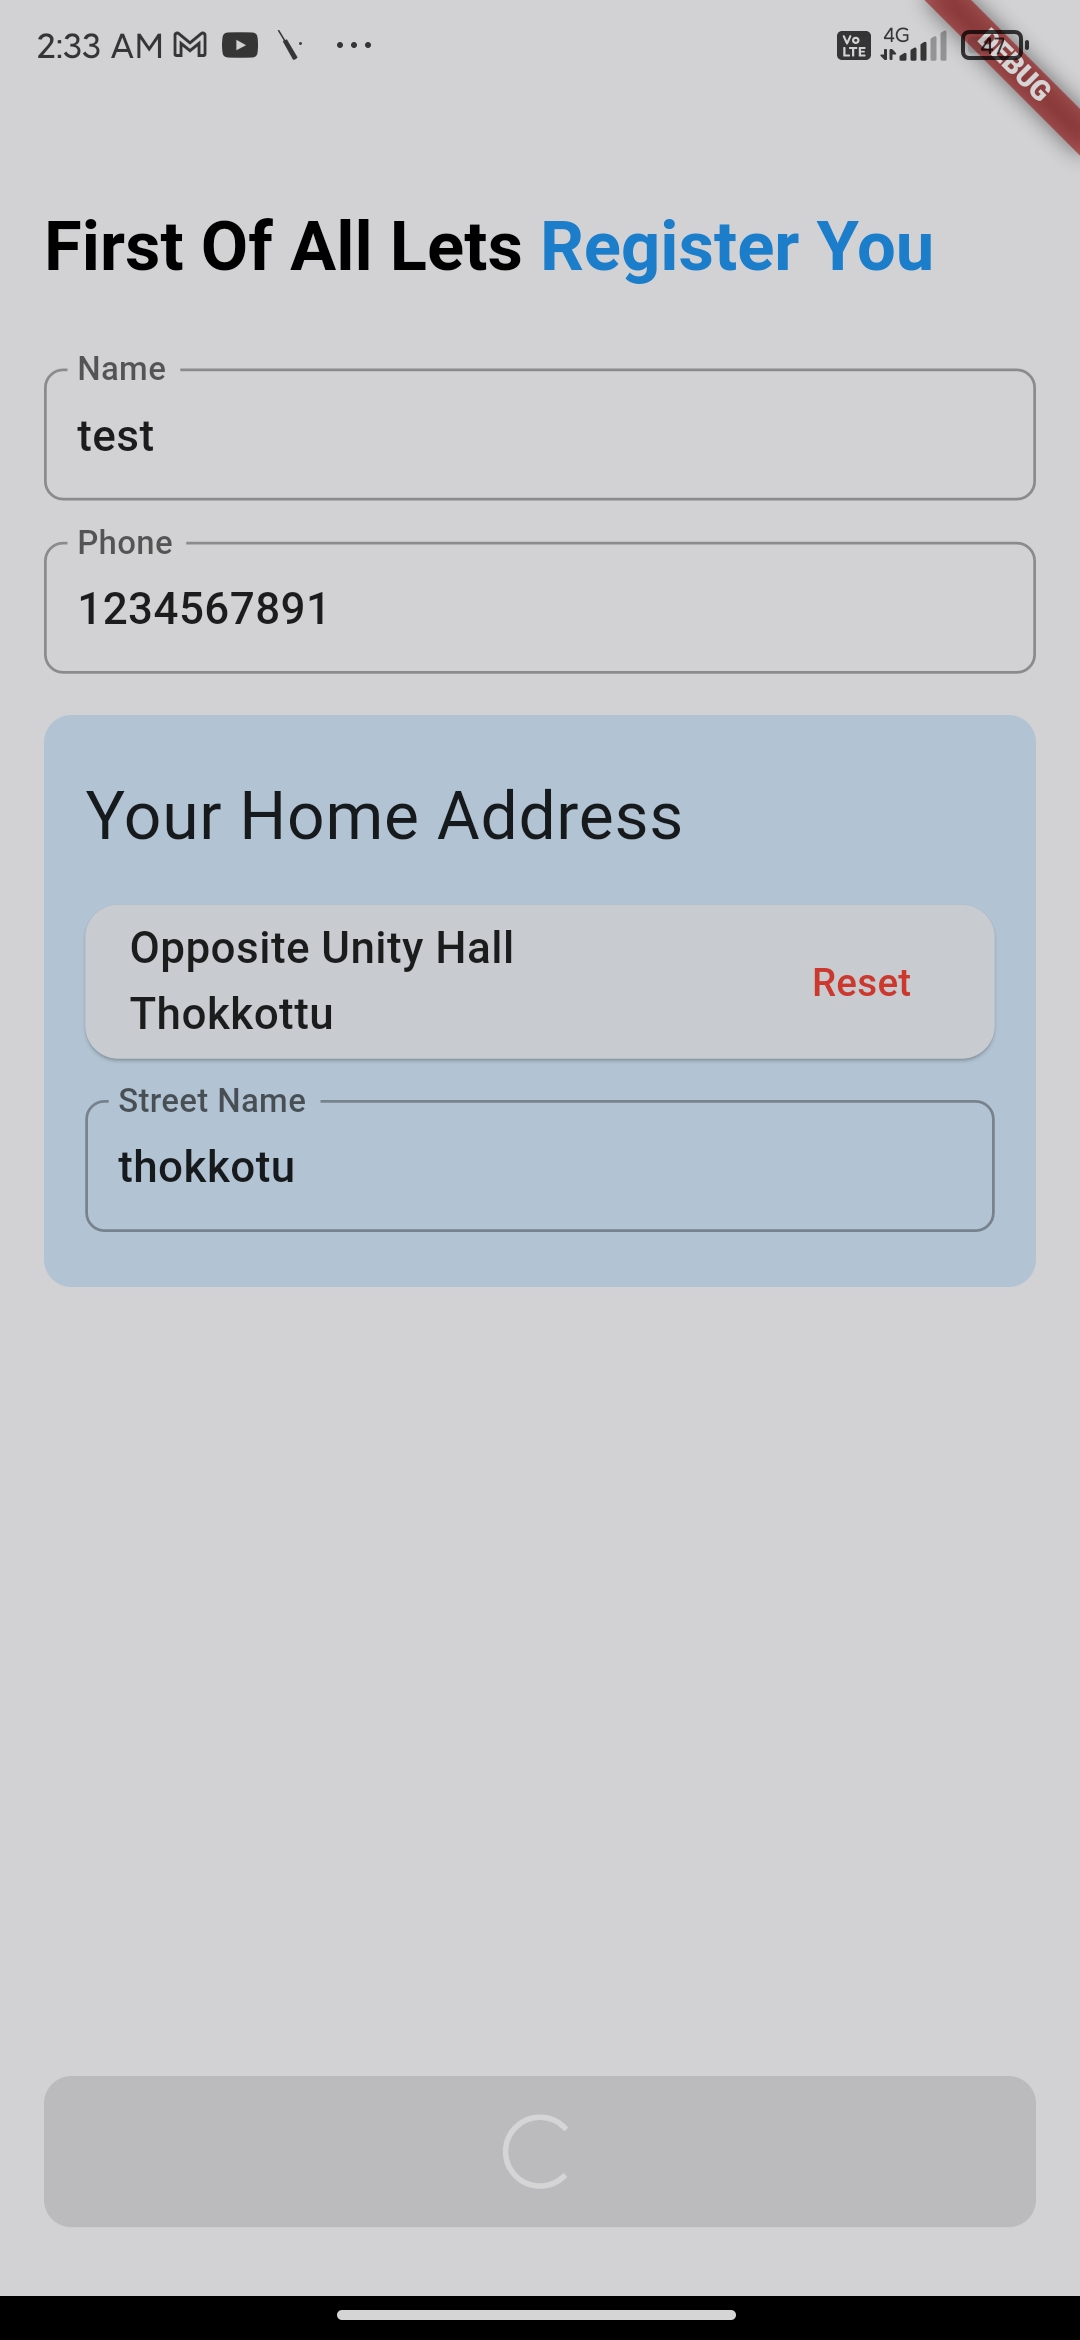 2:33 AM
Vo
LTE
4G
DEBUG
First Of All Lets Register You
Name
test
Phone
1234567891
Your Home Address
Opposite Unity Hall
Thokkottu
Reset
Street Name
thokkotu